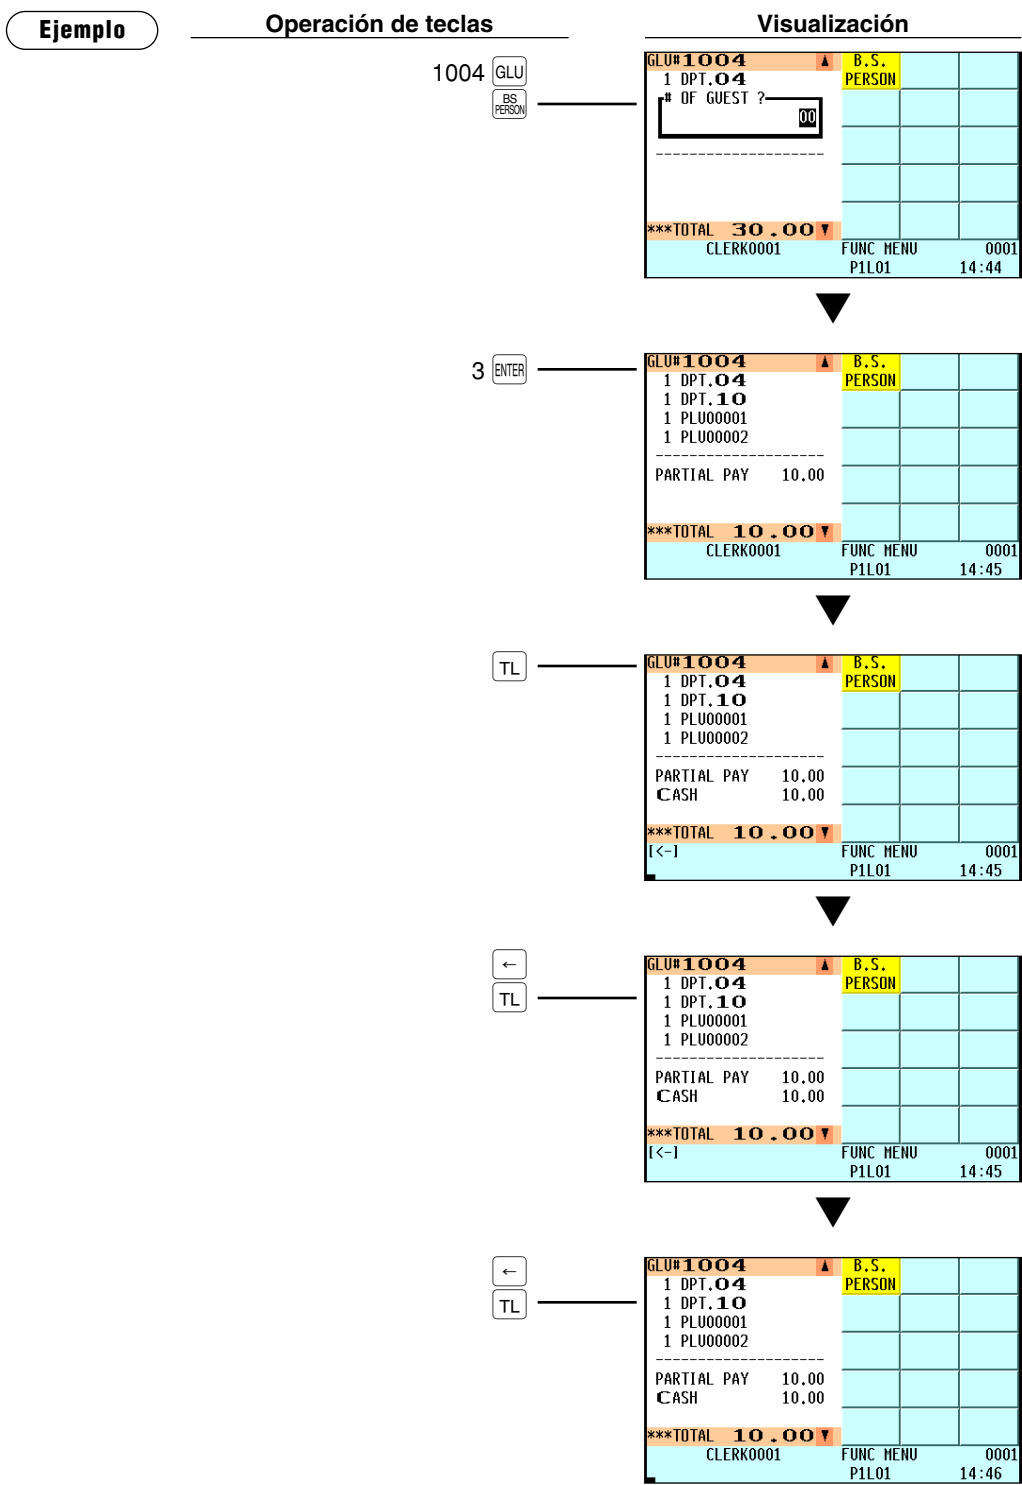 Ejemplo
Operación de teclas
Visualización
1004 GLU
BS PERSON
GLU#1004
1 DPT.04
# OF GUEST ?
00
--------------------
***TOTAL 30.00
CLERK0001
B.S.
PERSON
FUNC MENU 0001
P1L01 14:44
3 ENTER
GLU#1004
1 DPT.04
1 DPT.10
1 PLU00001
1 PLU00002
--------------------
PARTIAL PAY 10.00
***TOTAL 10.00
CLERK0001
B.S.
PERSON
FUNC MENU 0001
P1L01 14:45
TL
GLU#1004
1 DPT.04
1 DPT.10
1 PLU00001
1 PLU00002
--------------------
PARTIAL PAY 10.00
CASH 10.00
***TOTAL 10.00
[<-]
B.S.
PERSON
FUNC MENU 0001
P1L01 14:45
←
TL
GLU#1004
1 DPT.04
1 DPT.10
1 PLU00001
1 PLU00002
--------------------
PARTIAL PAY 10.00
CASH 10.00
***TOTAL 10.00
[<-]
B.S.
PERSON
FUNC MENU 0001
P1L01 14:45
←
TL
GLU#1004
1 DPT.04
1 DPT.10
1 PLU00001
1 PLU00002
--------------------
PARTIAL PAY 10.00
CASH 10.00
***TOTAL 10.00
CLERK0001
B.S.
PERSON
FUNC MENU 0001
P1L01 14:46